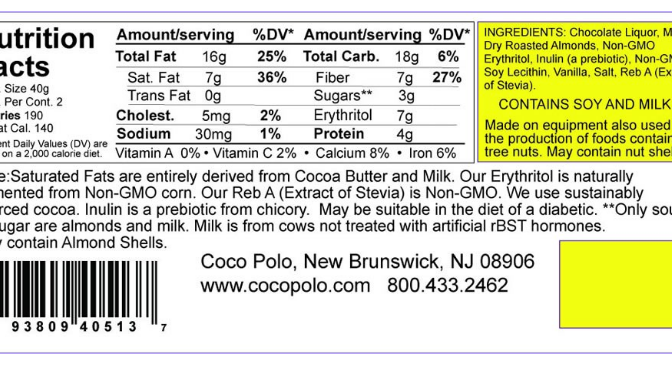 utrition
acts
Size 40g
Per Cont. 2
ries 190
at Cal. 140
ent Daily Values (DV) are
on a 2,000 calorie diet.
Amount/serving %DV* Amount/serving %DV*
Total Fat 16g 25% Total Carb. 18g 6%
Sat. Fat 7g 36% Fiber 7g 27%
Trans Fat 0g Sugars** 3g
Cholest. 5mg 2% Erythritol 7g
Sodium 30mg 1% Protein 4g
Vitamin A 0% • Vitamin C 2% • Calcium 8% • Iron 6%
INGREDIENTS: Chocolate Liquor, M
Dry Roasted Almonds, Non-GMO
Erythritol, Inulin (a prebiotic), Non-GM
Soy Lecithin, Vanilla, Salt, Reb A (Ex
of Stevia).
CONTAINS SOY AND MILK
Made on equipment also used
the production of foods contain
tree nuts. May contain nut shel
e:Saturated Fats are entirely derived from Cocoa Butter and Milk. Our Erythritol is naturally
mented from Non-GMO corn. Our Reb A (Extract of Stevia) is Non-GMO. We use sustainably
rced cocoa. Inulin is a prebiotic from chicory. May be suitable in the diet of a diabetic. **Only sou
ugar are almonds and milk. Milk is from cows not treated with artificial rBST hormones.
y contain Almond Shells.
Coco Polo, New Brunswick, NJ 08906
www.cocopolo.com 800.433.2462
93809 40513 7